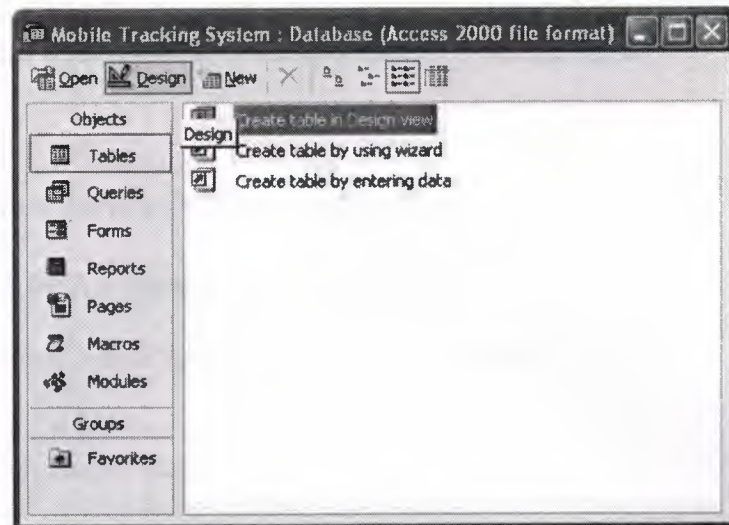 Mobile Tracking System : Database (Access 2000 file format)
Open Design New
Objects
Tables
Queries
Forms
Reports
Pages
Macros
Modules
Groups
Favorites
Create table in Design view
Design
Create table by using wizard
Create table by entering data